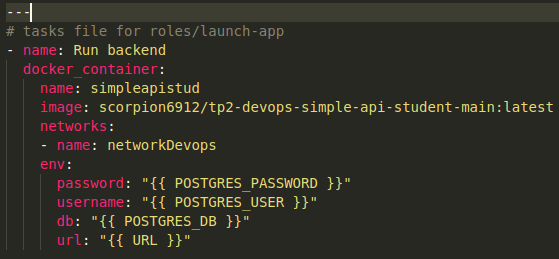 ---
# tasks file for roles/launch-app
- name: Run backend
  docker_container:
    name: simpleapistud
    image: scorpion6912/tp2-devops-simple-api-student-main:latest
    networks:
    - name: networkDevops
    env:
      password: "{{ POSTGRES_PASSWORD }}"
      username: "{{ POSTGRES_USER }}"
      db: "{{ POSTGRES_DB }}"
      url: "{{ URL }}"